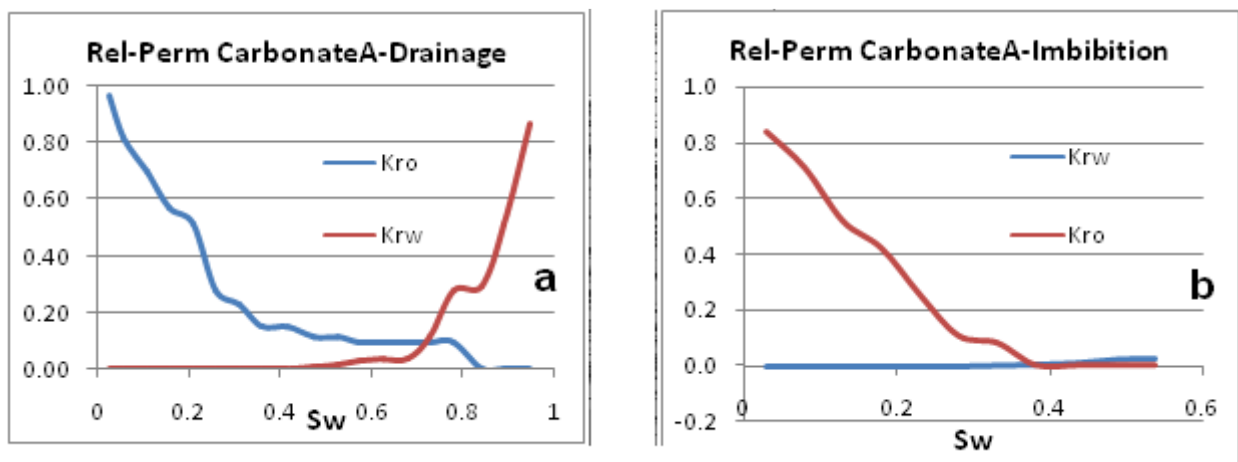 Rel-Perm CarbonateA-Drainage
1.00
0.80
0.60
0.40
0.20
0.00
Kro
Krw
a
0 0.2 0.4 0.6 0.8 1
Sw
Rel-Perm CarbonateA-Imbibition
1.0
0.8
0.6
0.4
0.2
0.0
-0.2
Krw
Kro
b
0 0.2 0.4 0.6
Sw